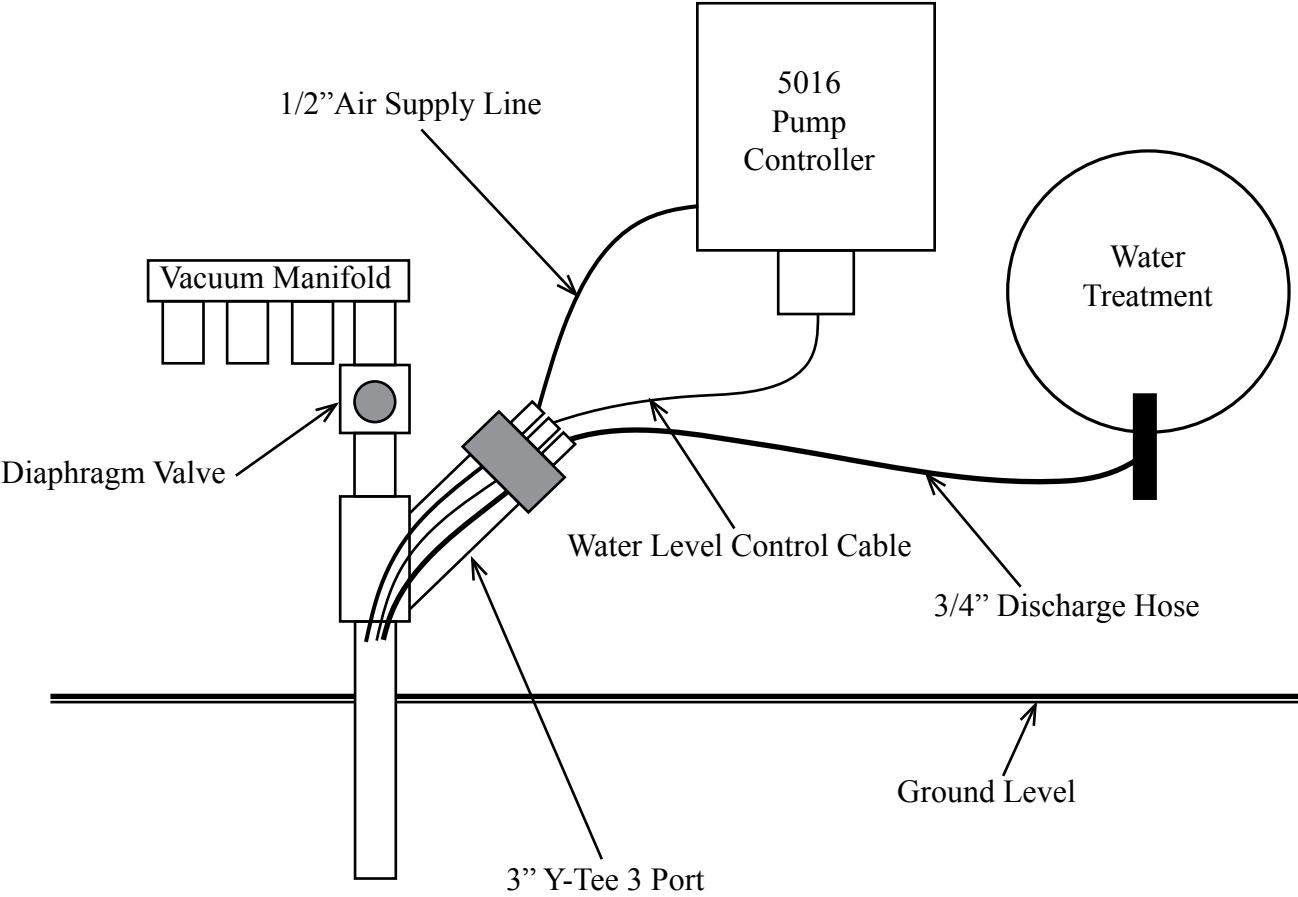 5016
Pump
Controller
1/2”Air Supply Line
Water
Treatment
Vacuum Manifold
Diaphragm Valve
Water Level Control Cable
3/4” Discharge Hose
Ground Level
3” Y-Tee 3 Port